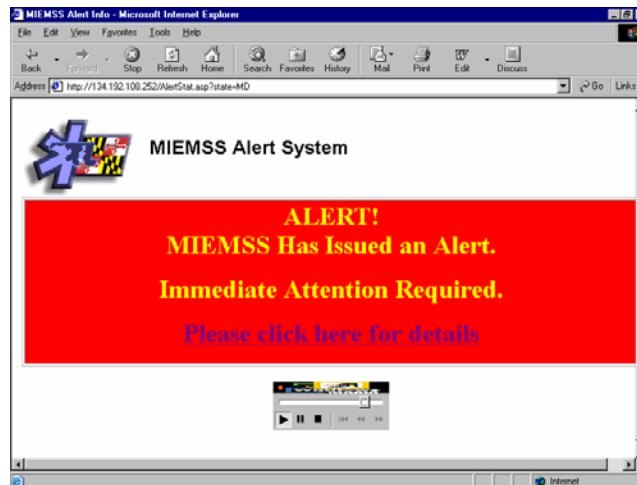 MIEMSS Alert Info - Microsoft Internet Explorer
File Edit View Favorites Tools Help
Back Forward Stop Refresh Home Search Favorites History Mail Print Edit Discuss
Address http://134.192.108.252/AlertStat.asp?state=MD Go Links
MIEMSS Alert System
ALERT!
MIEMSS Has Issued an Alert.
Immediate Attention Required.
Please click here for details
Internet